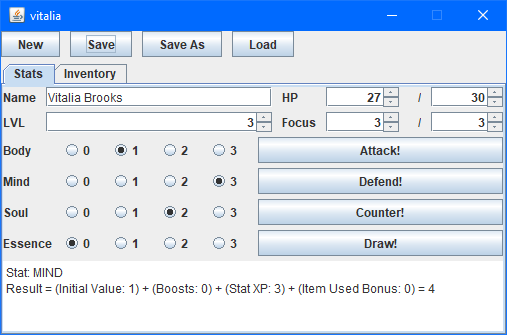 vitalia
New Save Save As Load
Stats Inventory
Name Vitalia Brooks HP 27 / 30
LVL 3 Focus 3 / 3
Body 0 1 2 3 Attack!
Mind 0 1 2 3 Defend!
Soul 0 1 2 3 Counter!
Essence 0 1 2 3 Draw!
Stat: MIND
Result = (Initial Value: 1) + (Boosts: 0) + (Stat XP: 3) + (Item Used Bonus: 0) = 4